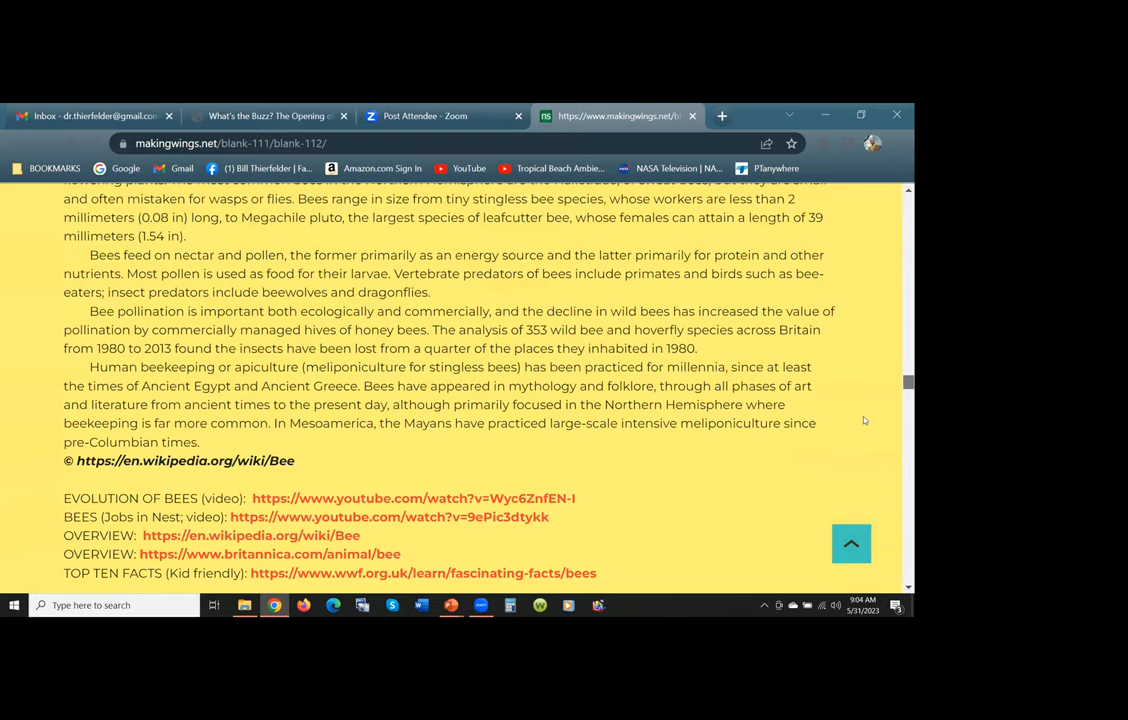 Inbox - dr.thierfelder@gmail.com
What's the Buzz? The Opening o
Post Attendee - Zoom
ns https://www.makingwings.net/bl
makingwings.net/blank-111/blank-112/
BOOKMARKS Google Gmail (1) Bill Thierfelder | Fa... Amazon.com Sign In YouTube Tropical Beach Ambie... NASA Television | NA... PTanywhere
and often mistaken for wasps or flies. Bees range in size from tiny stingless bee species, whose workers are less than 2
millimeters (0.08 in) long, to Megachile pluto, the largest species of leafcutter bee, whose females can attain a length of 39
millimeters (1.54 in).
Bees feed on nectar and pollen, the former primarily as an energy source and the latter primarily for protein and other
nutrients. Most pollen is used as food for their larvae. Vertebrate predators of bees include primates and birds such as bee-
eaters; insect predators include beewolves and dragonflies.
Bee pollination is important both ecologically and commercially, and the decline in wild bees has increased the value of
pollination by commercially managed hives of honey bees. The analysis of 353 wild bee and hoverfly species across Britain
from 1980 to 2013 found the insects have been lost from a quarter of the places they inhabited in 1980.
Human beekeeping or apiculture (meliponiculture for stingless bees) has been practiced for millennia, since at least
the times of Ancient Egypt and Ancient Greece. Bees have appeared in mythology and folklore, through all phases of art
and literature from ancient times to the present day, although primarily focused in the Northern Hemisphere where
beekeeping is far more common. In Mesoamerica, the Mayans have practiced large-scale intensive meliponiculture since
pre-Columbian times.
© https://en.wikipedia.org/wiki/Bee
EVOLUTION OF BEES (video): https://www.youtube.com/watch?v=Wyc6ZnfEN-I
BEES (Jobs in Nest; video): https://www.youtube.com/watch?v=9ePic3dtykk
OVERVIEW: https://en.wikipedia.org/wiki/Bee
OVERVIEW: https://www.britannica.com/animal/bee
TOP TEN FACTS (Kid friendly): https://www.wwf.org.uk/learn/fascinating-facts/bees
Type here to search
9:04 AM
5/31/2023